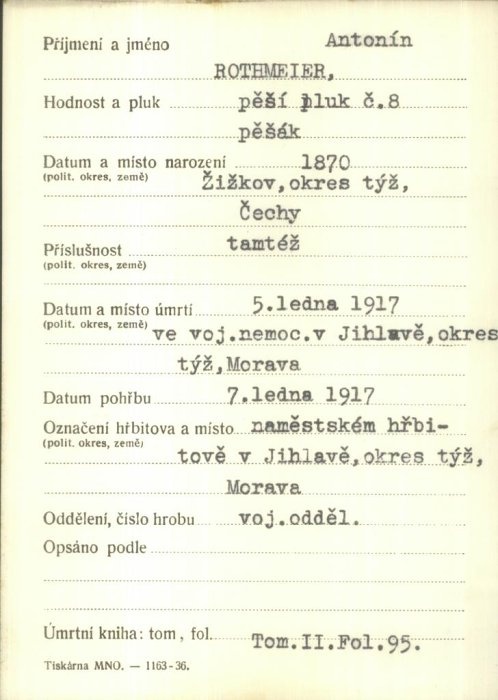 Příjmení a jméno Antonín
ROTHMEIER,
Hodnost a pluk pěší pluk č.8
pěšák
Datum a místo narození 1870
(polit. okres, země) Žižkov,okres týž,
Čechy
Příslušnost tamtéž
(polit. okres, země)
Datum a místo úmrtí 5.ledna 1917
(polit. okres, země) ve voj.nemoc.v Jihlavě,okres
týž,Morava
Datum pohřbu 7.ledna 1917
Označení hřbitova a místo naměstském hřbi-
(polit. okres, země)
tově v Jihlavě,okres týž,
Morava
Oddělení, číslo hrobu voj.odděl.
Opsáno podle
Úmrtní kniha: tom, fol. Tom.II.Fol.95.
Tiskárna MNO. — 1163-36.